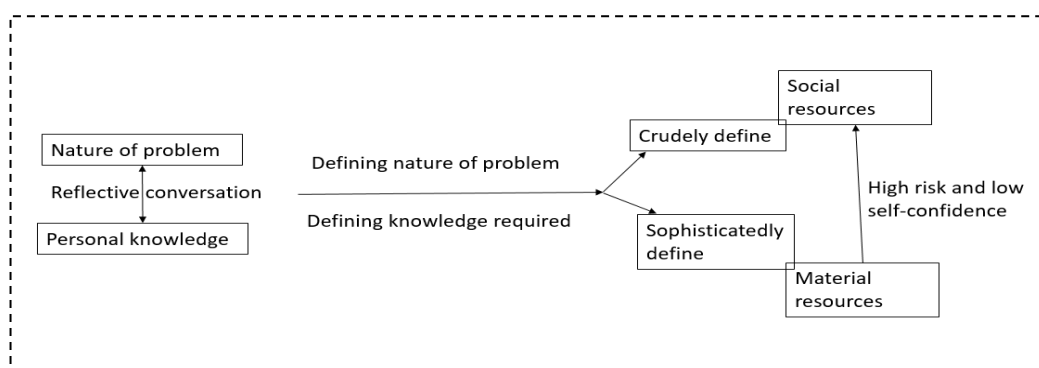 Nature of problem
Reflective conversation
Personal knowledge
Defining nature of problem
Defining knowledge required
Crudely define
Sophisticatedly
define
Social
resources
Material
resources
High risk and low
self-confidence